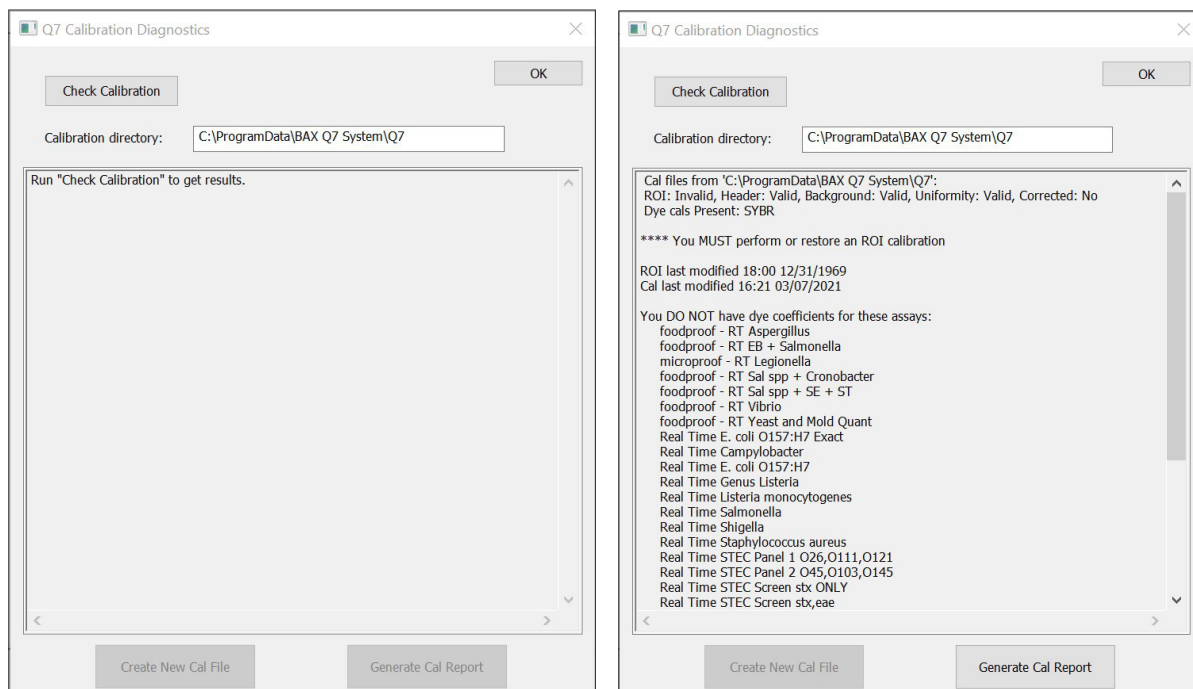 Q7 Calibration Diagnostics
OK
Check Calibration
Calibration directory: C:\ProgramData\BAX Q7 System\Q7
Run "Check Calibration" to get results.
Create New Cal File Generate Cal Report
Q7 Calibration Diagnostics
OK
Check Calibration
Calibration directory: C:\ProgramData\BAX Q7 System\Q7
Cal files from 'C:\ProgramData\BAX Q7 System\Q7':
ROI: Invalid, Header: Valid, Background: Valid, Uniformity: Valid, Corrected: No
Dye cals Present: SYBR
**** You MUST perform or restore an ROI calibration
ROI last modified 18:00 12/31/1969
Cal last modified 16:21 03/07/2021
You DO NOT have dye coefficients for these assays:
foodproof - RT Aspergillus
foodproof - RT EB + Salmonella
microproof - RT Legionella
foodproof - RT Sal spp + Cronobacter
foodproof - RT Sal spp + SE + ST
foodproof - RT Vibrio
foodproof - RT Yeast and Mold Quant
Real Time E. coli O157:H7 Exact
Real Time Campylobacter
Real Time E. coli O157:H7
Real Time Genus Listeria
Real Time Listeria monocytogenes
Real Time Salmonella
Real Time Shigella
Real Time Staphylococcus aureus
Real Time STEC Panel 1 O26,O111,O121
Real Time STEC Panel 2 O45,O103,O145
Real Time STEC Screen stx ONLY
Real Time STEC Screen stx,eae
Create New Cal File Generate Cal Report